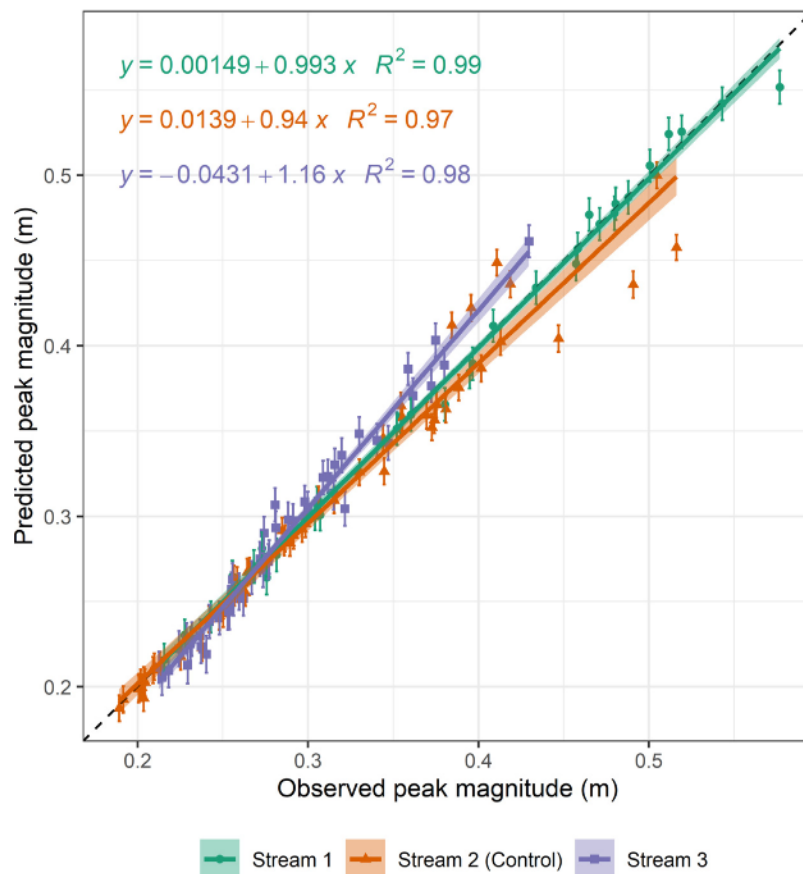 y = 0.00149 + 0.993 x R² = 0.99
y = 0.0139 + 0.94 x R² = 0.97
y = −0.0431 + 1.16 x R² = 0.98
0.5
0.4
0.3
0.2
Predicted peak magnitude (m)
0.2 0.3 0.4 0.5
Observed peak magnitude (m)
Stream 1 Stream 2 (Control) Stream 3